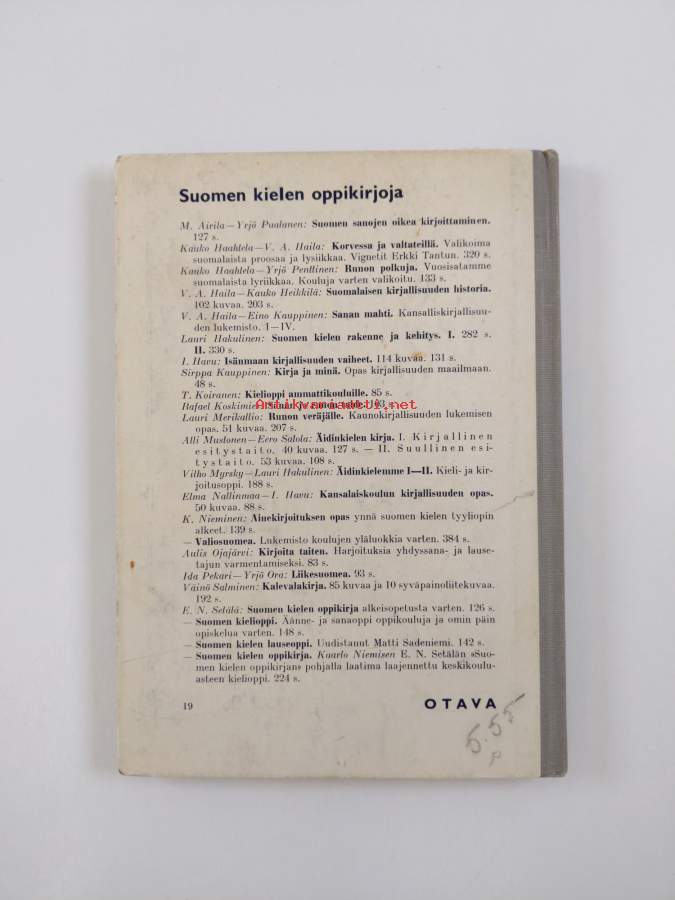 Suomen kielen oppikirjoja
M. Airila—Yrjö Paalanen: Suomen sanojen oikea kirjoittaminen.
127 s.
Kauko Haahtela—V. A. Haila: Korvessa ja valtateillä. Valikoima
suomalaista proosaa ja lysiikkaa. Vignetit Erkki Tantun. 320 s.
Kauko Haahtela—Yrjö Penttinen: Runon polkuja. Vuosisatamme
suomalasta lyriikkaa. Kouluja varten valikoitu. 133 s.
V. A. Haila—Kauko Heikkilä: Suomalaisen kirjallisuuden historia.
102 kuvaa. 203 s.
V. A. Haila—Eino Kauppinen: Sanan mahti. Kansalliskirjallisuu-
den lukemisto. I—IV.
Lauri Hakulinen: Suomen kielen rakenne ja kehitys. I. 282 s.
II. 330 s.
I. Havu: Isänmaan kirjallisuuden vaiheet. 114 kuvaa. 131 s.
Sirppa Kauppinen: Kirja ja minä. Opas kirjallisuuden maailmaan.
48 s.
T. Koiranen: Kielioppi ammattikouluille. 85 s.
Rafael Koskimies: s.
Antikvariaatti.net
Lauri Merikallio: Runon veräjälle. Kaunokirjallisuuden lukemisen
opas. 51 kuvaa. 207 s.
Alli Mustonen—Eero Salola: Äidinkielen kirja. I. Kirjallinen
esitystaito. 40 kuvaa. 127 s. — II. Suullinen esi-
tystaito. 53 kuvaa. 108 s.
Vilho Myrsky—Lauri Hakulinen: Äidinkielemme I—II. Kieli- ja kir-
joitusoppi. 188 s.
Elma Nallinmaa—I. Havu: Kansalaiskoulun kirjallisuuden opas.
50 kuvaa. 88 s.
K. Nieminen: Ainekirjoituksen opas ynnä suomen kielen tyyliopin
alkeet. 139 s.
— Valiosuomea. Lukemisto koulujen yläluokkia varten. 384 s.
Aulis Ojajärvi: Kirjoita taiten. Harjoituksia yhdyssana- ja lause-
tajun varmentamiseksi. 83 s.
Ida Pekari—Yrjö Ora: Liikesuomea. 93 s.
Väinö Salminen: Kalevalakirja. 85 kuvaa ja 10 syväpainoliitekuvaa.
192 s.
E. N. Setälä: Suomen kielen oppikirja alkeisopetusta varten. 126 s.
— Suomen kielioppi. Äänne- ja sanaoppi oppikouluja ja omin päin
opiskelua varten. 148 s.
— Suomen kielen lauseoppi. Uudistanut Matti Sadeniemi. 142 s.
— Suomen kielen oppikirja. Kaarlo Niemisen E. N. Setälän »Suo-
men kielen oppikirjan» pohjalla laatima laajennettu keskikoulu-
asteen kielioppi. 224 s.
19
OTAVA
5.55